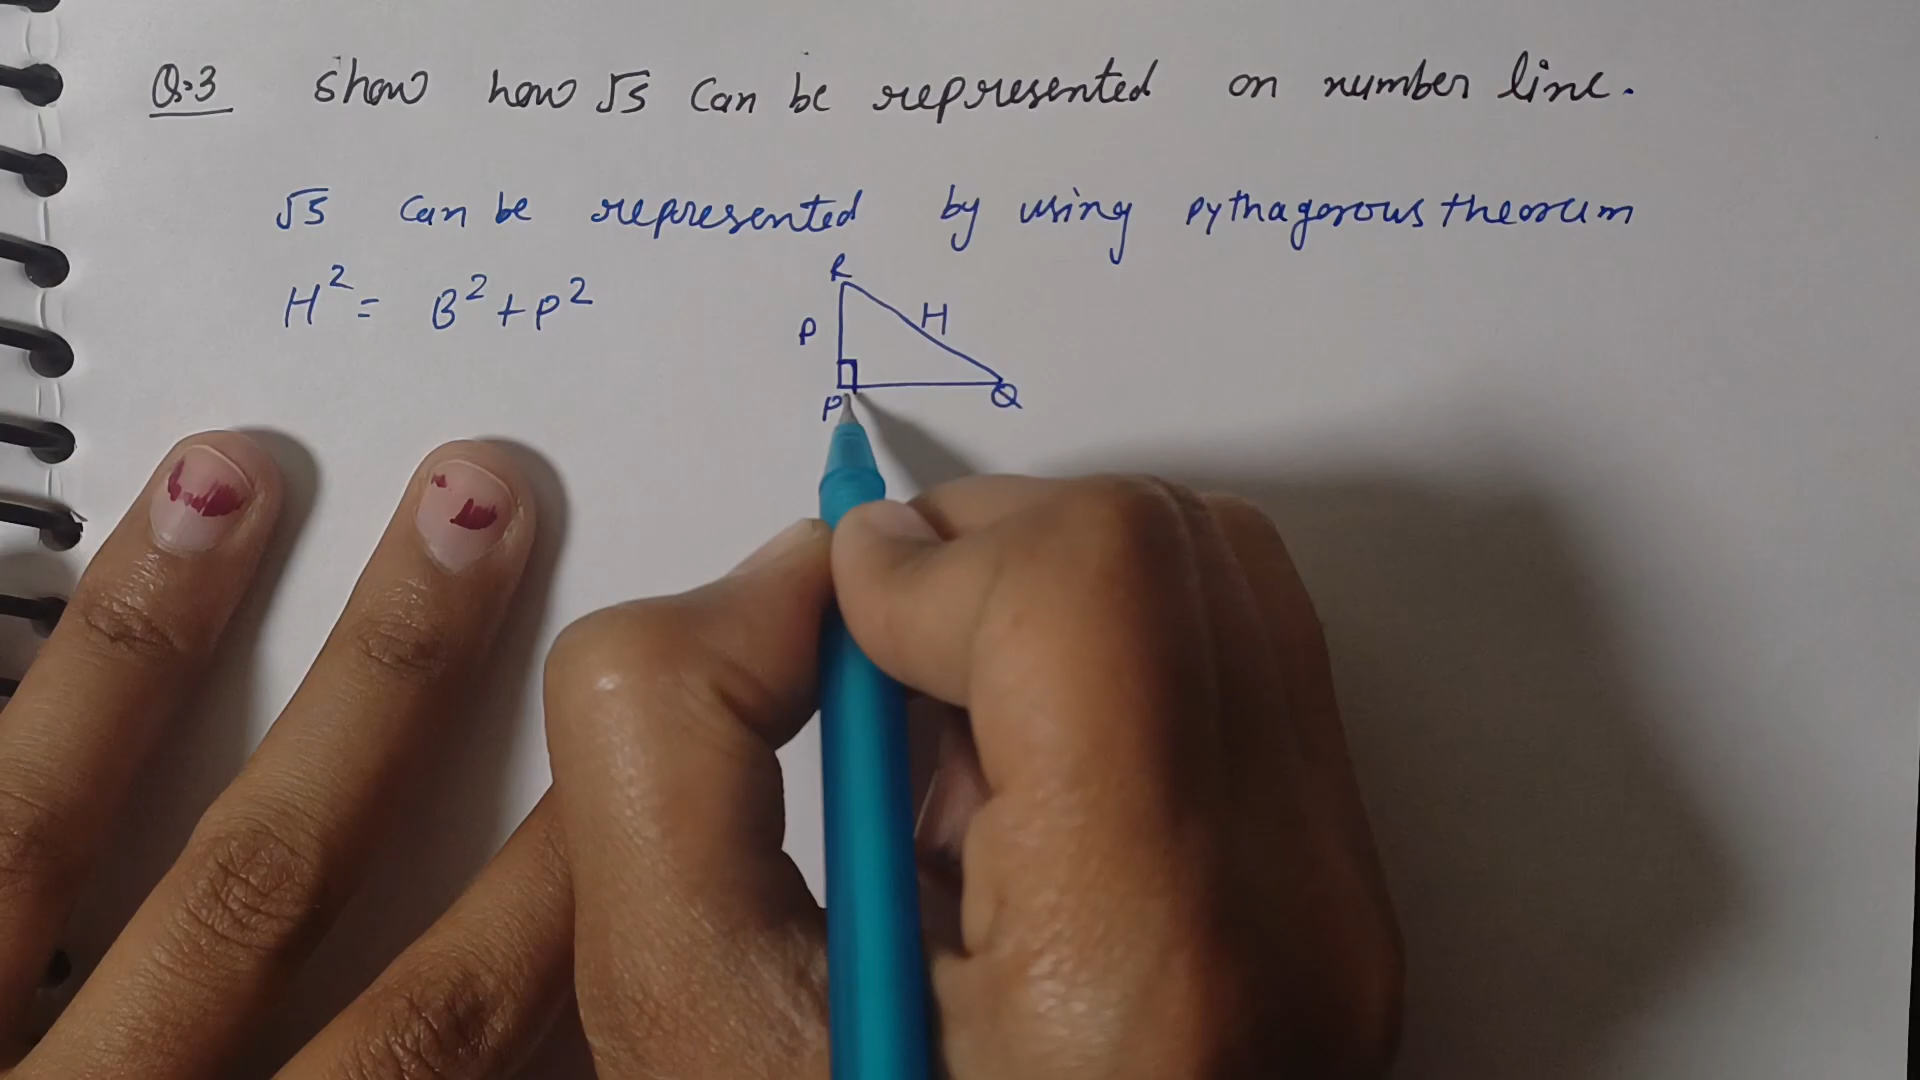 Q.3 Show how √5 can be represented on number line.
√5 can be represented by using pythagorous theorum
H² = B² + P²
R
P H
P Q